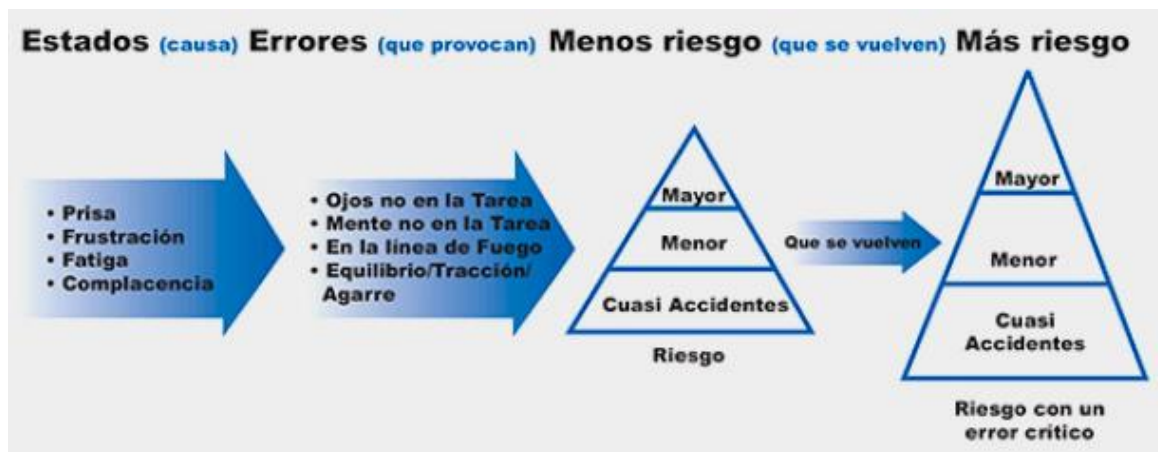 Estados (causa) Errores (que provocan) Menos riesgo (que se vuelven) Más riesgo
• Prisa
• Frustración
• Fatiga
• Complacencia
• Ojos no en la Tarea
• Mente no en la Tarea
• En la línea de Fuego
• Equilibrio/Tracción/
Agarre
Mayor
Menor
Cuasi Accidentes
Riesgo
Que se vuelven
Mayor
Menor
Cuasi
Accidentes
Riesgo con un
error crítico